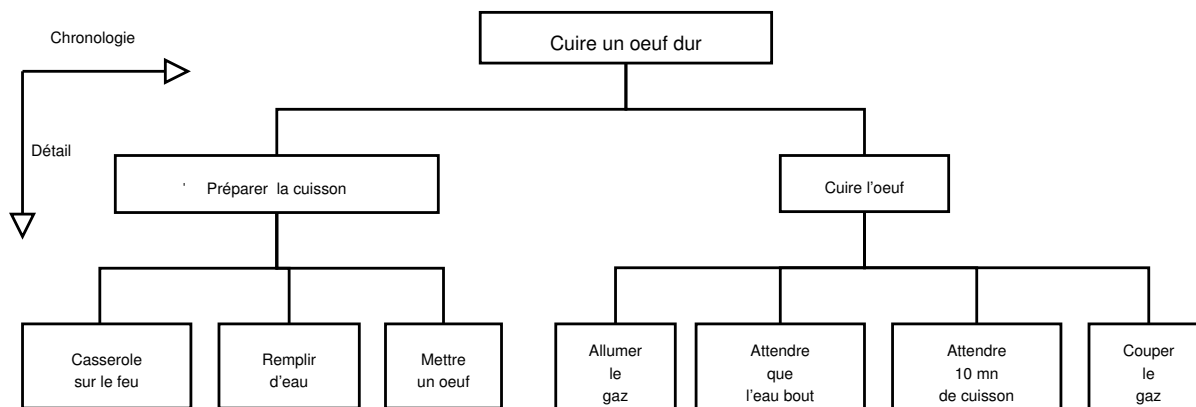 Chronologie
Cuire un oeuf dur
Détail
' Préparer la cuisson
Cuire l'oeuf
Casserole
sur le feu
Remplir
d'eau
Mettre
un oeuf
Allumer
le
gaz
Attendre
que
l'eau bout
Attendre
10 mn
de cuisson
Couper
le
gaz